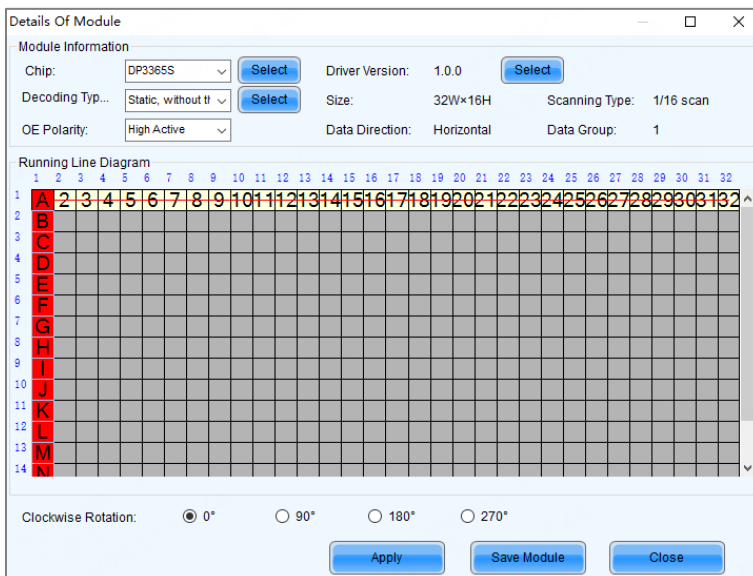 Details Of Module
Module Information
Chip: DP3365S Select Driver Version: 1.0.0 Select
Decoding Typ... Static, without th Select Size: 32W×16H Scanning Type: 1/16 scan
OE Polarity: High Active Data Direction: Horizontal Data Group: 1
Running Line Diagram
1 2 3 4 5 6 7 8 9 10 11 12 13 14 15 16 17 18 19 20 21 22 23 24 25 26 27 28 29 30 31 32
1 A 2 3 4 5 6 7 8 9 10 11 12 13 14 15 16 17 18 19 20 21 22 23 24 25 26 27 28 29 30 31 32
2 B
3 C
4 D
5 E
6 F
7 G
8 H
9 I
10 J
11 K
12 L
13 M
14 N
Clockwise Rotation: 0° 90° 180° 270°
Apply Save Module Close